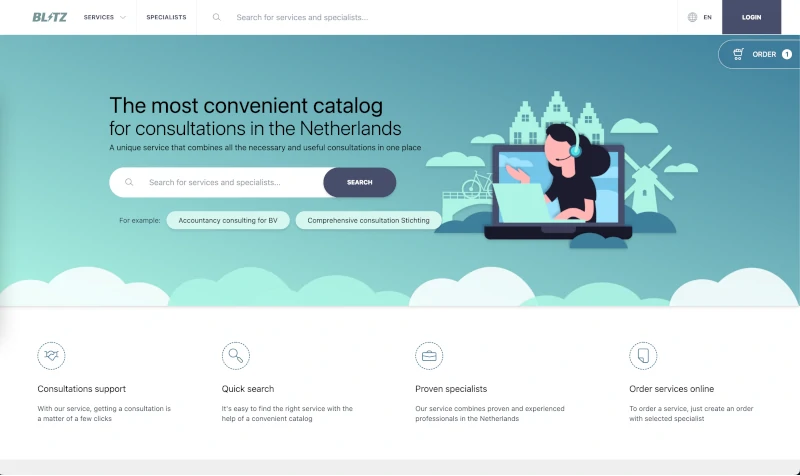 BLITZ
SERVICES
SPECIALISTS
Search for services and specialists...
EN
LOGIN
ORDER 1
The most convenient catalog
for consultations in the Netherlands
A unique service that combines all the necessary and useful consultations in one place
Search for services and specialists...
SEARCH
For example:
Accountancy consulting for BV
Comprehensive consultation Stichting
Consultations support
With our service, getting a consultation is
a matter of a few clicks
Quick search
It's easy to find the right service with the
help of a convenient catalog
Proven specialists
Our service combines proven and experienced
professionals in the Netherlands
Order services online
To order a service, just create an order
with selected specialist